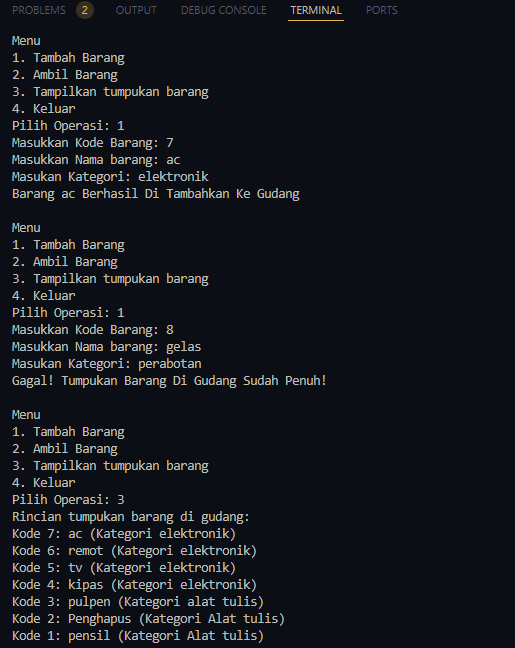 PROBLEMS 2 OUTPUT DEBUG CONSOLE TERMINAL PORTS
Menu
1. Tambah Barang
2. Ambil Barang
3. Tampilkan tumpukan barang
4. Keluar
Pilih Operasi: 1
Masukkan Kode Barang: 7
Masukkan Nama barang: ac
Masukan Kategori: elektronik
Barang ac Berhasil Di Tambahkan Ke Gudang
Menu
1. Tambah Barang
2. Ambil Barang
3. Tampilkan tumpukan barang
4. Keluar
Pilih Operasi: 1
Masukkan Kode Barang: 8
Masukkan Nama barang: gelas
Masukan Kategori: perabotan
Gagal! Tumpukan Barang Di Gudang Sudah Penuh!
Menu
1. Tambah Barang
2. Ambil Barang
3. Tampilkan tumpukan barang
4. Keluar
Pilih Operasi: 3
Rincian tumpukan barang di gudang:
Kode 7: ac (Kategori elektronik)
Kode 6: remot (Kategori elektronik)
Kode 5: tv (Kategori elektronik)
Kode 4: kipas (Kategori elektronik)
Kode 3: pulpen (Kategori alat tulis)
Kode 2: Penghapus (Kategori Alat tulis)
Kode 1: pensil (Kategori Alat tulis)